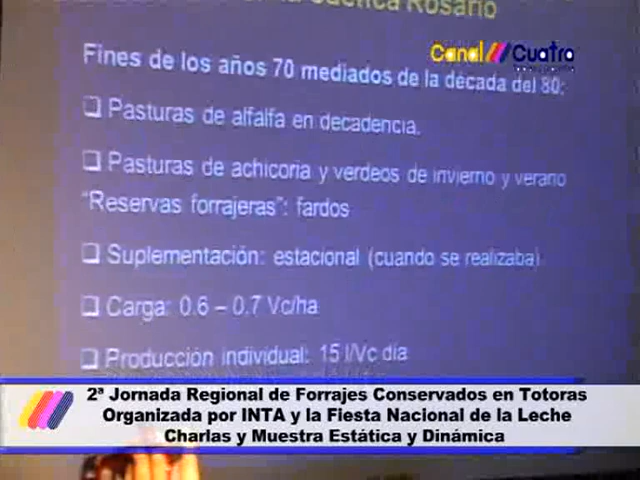 Cuenca Rosario
Canal Cuatro
Fines de los años 70 mediados de la década del 80:
❑ Pasturas de alfalfa en decadencia.
❑ Pasturas de achicoria y verdeos de invierno y verano
"Reservas forrajeras": fardos
❑ Suplementación: estacional (cuando se realizaba)
❑ Carga: 0.6 – 0.7 Vc/ha
❑ Producción individual: 15 l/Vc día
2ª Jornada Regional de Forrajes Conservados en Totoras
Organizada por INTA y la Fiesta Nacional de la Leche
Charlas y Muestra Estática y Dinámica